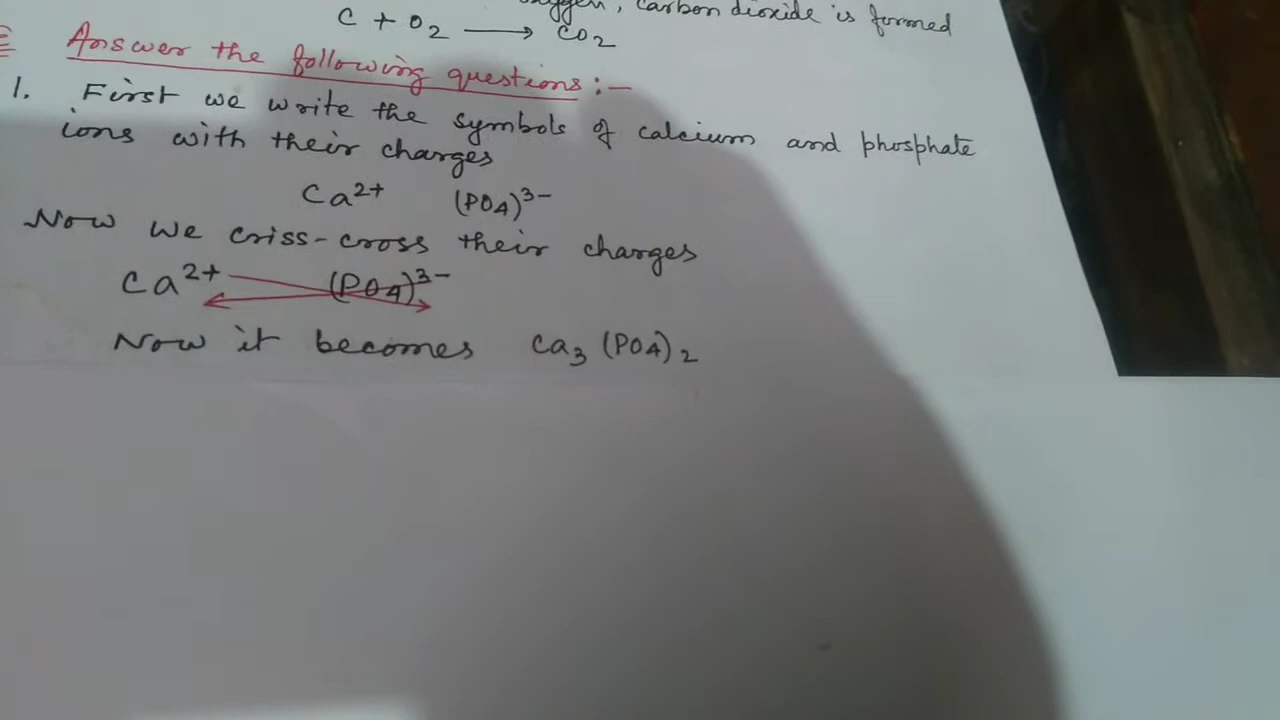 oxygen, carbon dioxide is formed
C + O₂ ⟶ CO₂
Answer the following questions:—
1. First we write the symbols of calcium and phosphate
ions with their charges
Ca²⁺ (PO₄)³⁻
Now we criss-cross their charges
Ca²⁺ (PO₄)³⁻
Now it becomes Ca₃(PO₄)₂